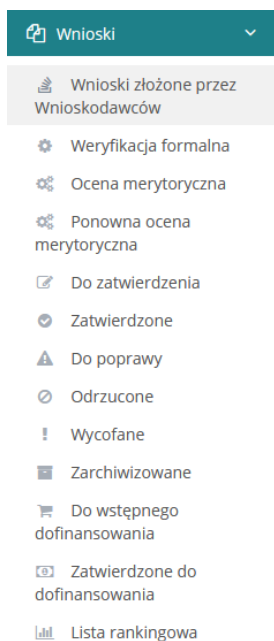 Wnioski
Wnioski złożone przez
Wnioskodawców
Weryfikacja formalna
Ocena merytoryczna
Ponowna ocena
merytoryczna
Do zatwierdzenia
Zatwierdzone
Do poprawy
Odrzucone
Wycofane
Zarchiwizowane
Do wstępnego
dofinansowania
Zatwierdzone do
dofinansowania
Lista rankingowa